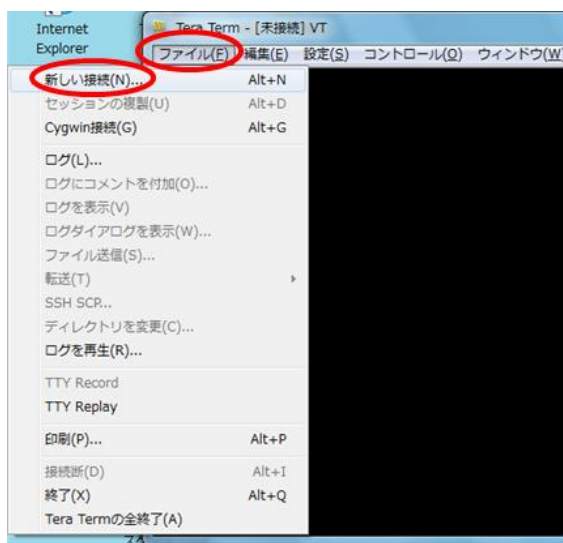 Internet
Explorer
Tera Term - [未接続] VT
ファイル(F) 編集(E) 設定(S) コントロール(O) ウィンドウ(W
新しい接続(N)... Alt+N
セッションの複製(U) Alt+D
Cygwin接続(G) Alt+G
ログ(L)...
ログにコメントを付加(O)...
ログを表示(V)
ログダイアログを表示(W)...
ファイル送信(S)...
転送(T)
SSH SCP...
ディレクトリを変更(C)...
ログを再生(R)...
TTY Record
TTY Replay
印刷(P)... Alt+P
接続断(D) Alt+I
終了(X) Alt+Q
Tera Termの全終了(A)